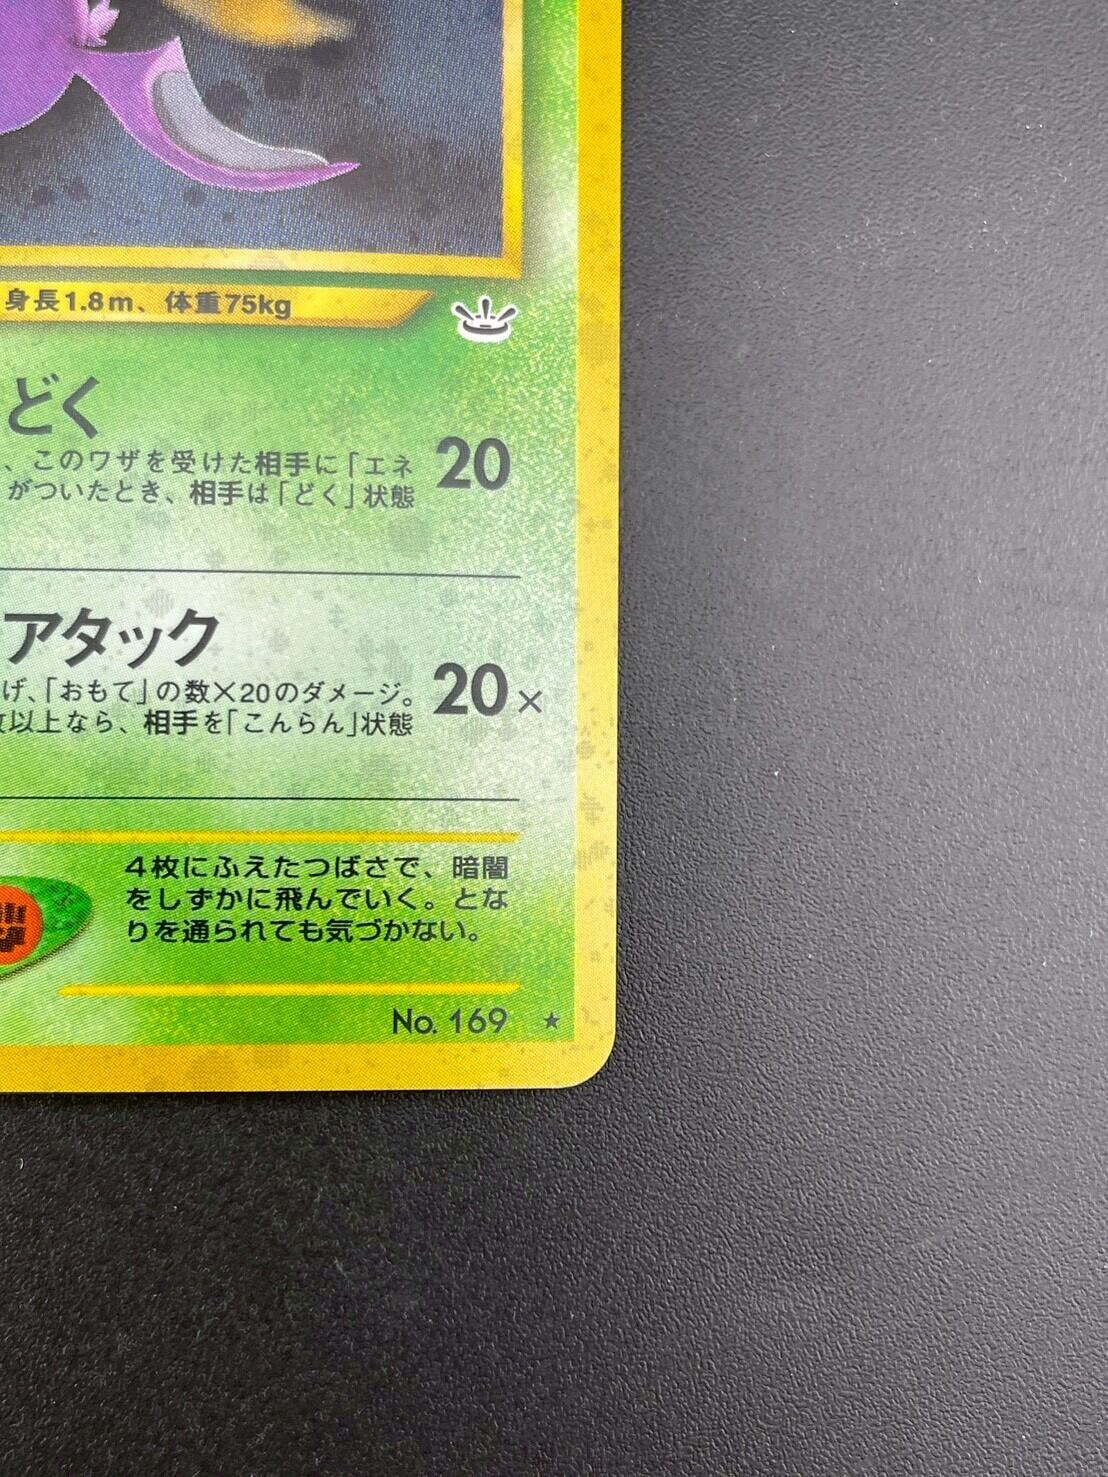 身長1.8m、体重75kg
どく
、このワザを受けた相手に「エネ
がついたとき、相手は「どく」状態
20
アタック
げ、「おもて」の数×20のダメージ。
以上なら、相手を「こんらん」状態
20×
4枚にふえたつばさで、暗闇
をしずかに飛んでいく。とな
りを通られても気づかない。
No. 169 ★